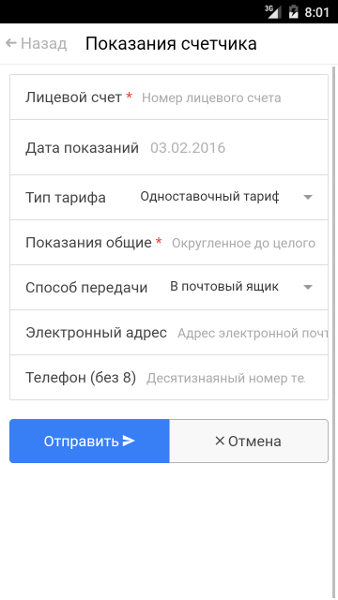 3G 8:01
Назад Показания счетчика
Лицевой счет * Номер лицевого счета
Дата показаний 03.02.2016
Тип тарифа Одноставочный тариф
Показания общие * Округленное до целого
Способ передачи В почтовый ящик
Электронный адрес Адрес электронной почт
Телефон (без 8) Десятизнаяный номер те.
Отправить Отмена